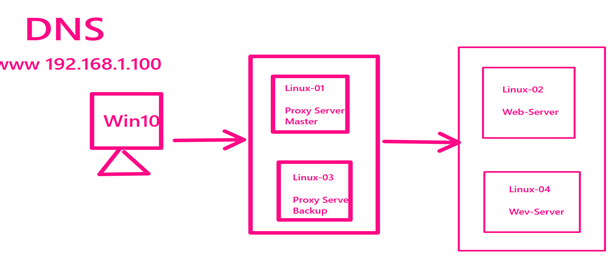 DNS
www 192.168.1.100
Win10
Linux-01
Proxy Server
Master
Linux-03
Proxy Serve
Backup
Linux-02
Web-Server
Linux-04
Wev-Server